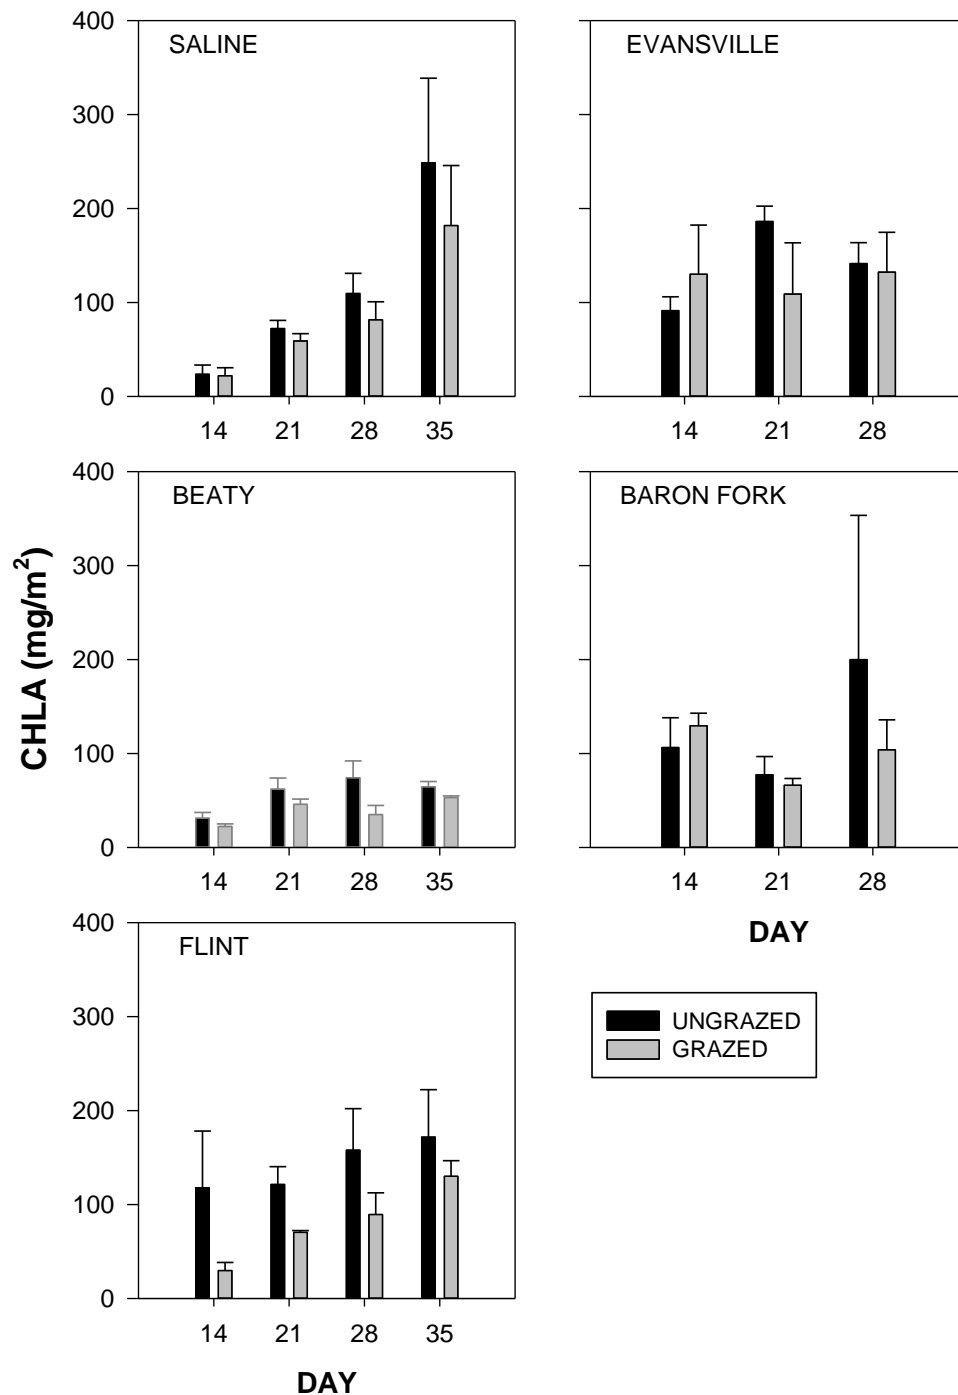 SALINE
400
300
200
100
0
14 21 28 35
EVANSVILLE
14 21 28
BEATY
400
300
200
100
0
14 21 28 35
BARON FORK
14 21 28
DAY
CHLA (mg/m²)
FLINT
400
300
200
100
0
14 21 28 35
DAY
UNGRAZED
GRAZED